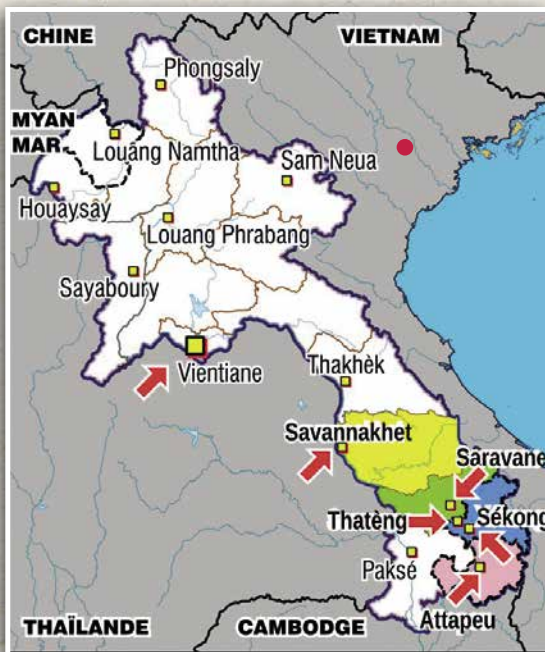 CHINE
VIETNAM
Phongsaly
MYAN
MAR
Louang Namtha
Sam Neua
Houaysay
Louang Phrabang
Sayaboury
Vientiane
Thakhèk
Savannakhet
Sàravane
Thatèng
Sékong
Paksé
Attapeu
THAÏLANDE
CAMBODGE